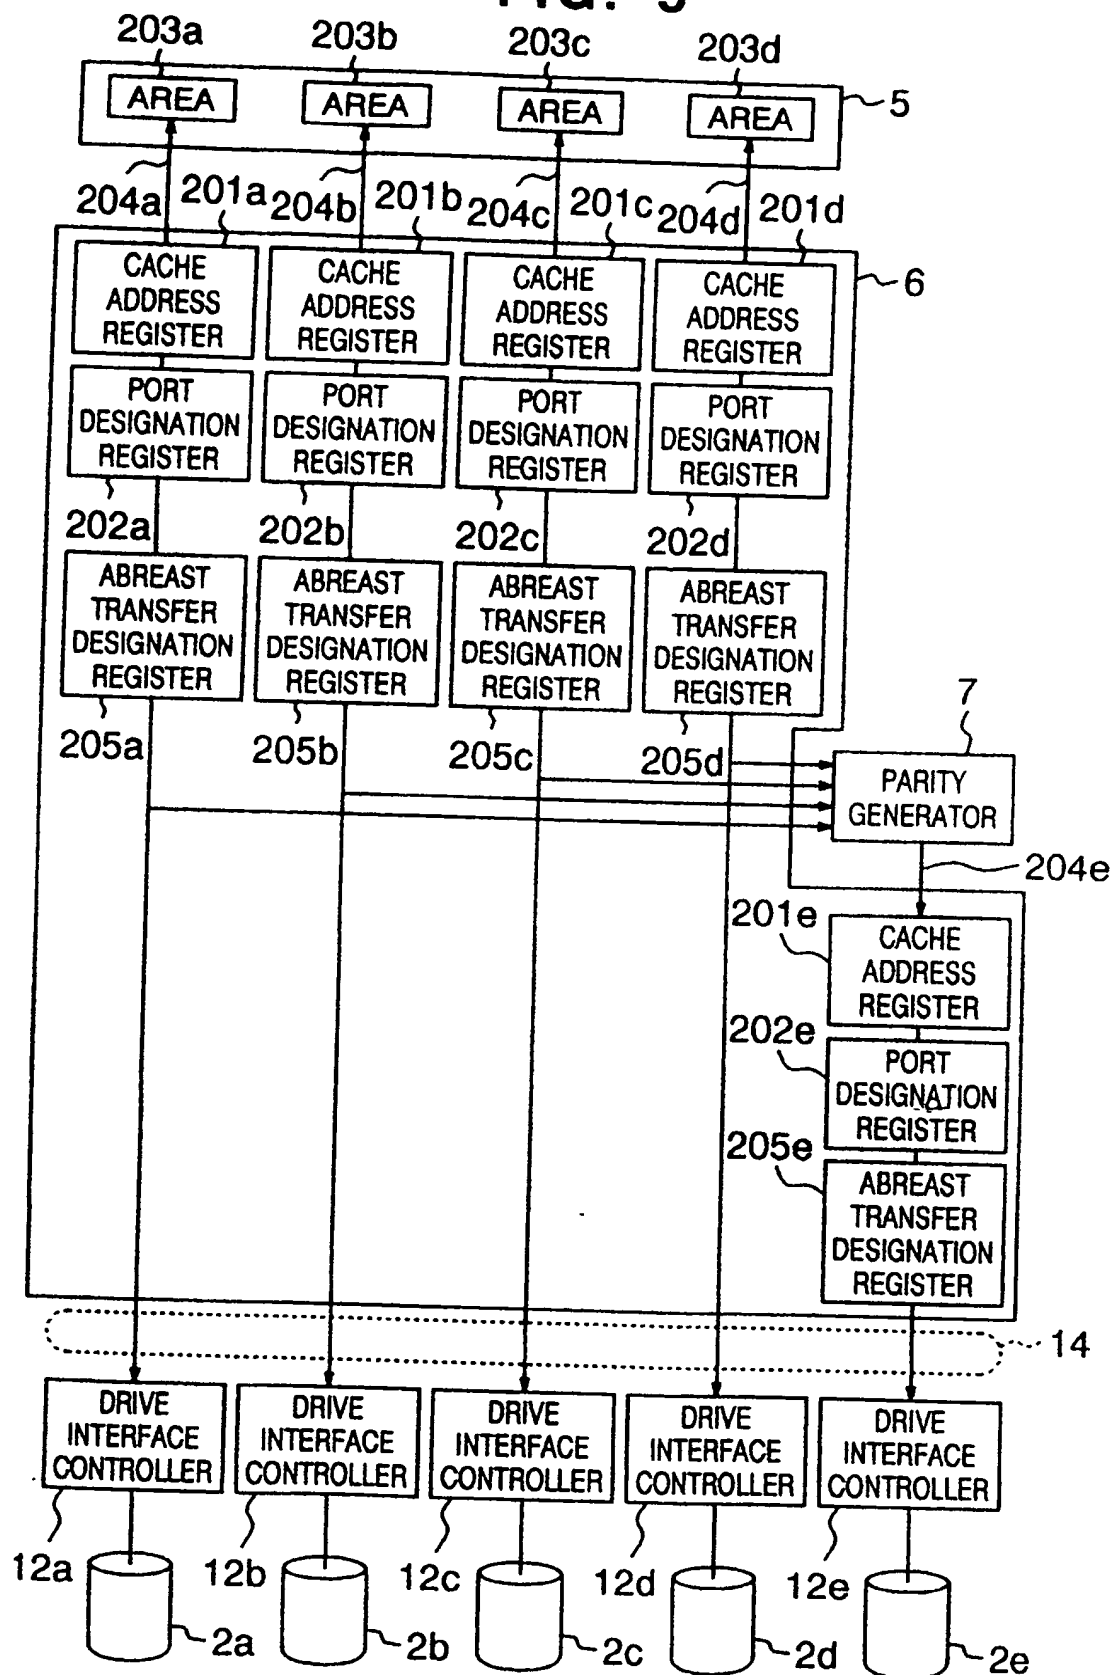 FIG. 9
203a
203b
203c
203d
AREA
AREA
AREA
AREA
5
204a
201a
204b
201b
204c
201c
204d
201d
6
CACHE
ADDRESS
REGISTER
CACHE
ADDRESS
REGISTER
CACHE
ADDRESS
REGISTER
CACHE
ADDRESS
REGISTER
PORT
DESIGNATION
REGISTER
PORT
DESIGNATION
REGISTER
PORT
DESIGNATION
REGISTER
PORT
DESIGNATION
REGISTER
202a
202b
202c
202d
ABREAST
TRANSFER
DESIGNATION
REGISTER
ABREAST
TRANSFER
DESIGNATION
REGISTER
ABREAST
TRANSFER
DESIGNATION
REGISTER
ABREAST
TRANSFER
DESIGNATION
REGISTER
205a
205b
205c
205d
7
PARITY
GENERATOR
204e
201e
CACHE
ADDRESS
REGISTER
202e
PORT
DESIGNATION
REGISTER
205e
ABREAST
TRANSFER
DESIGNATION
REGISTER
14
DRIVE
INTERFACE
CONTROLLER
DRIVE
INTERFACE
CONTROLLER
DRIVE
INTERFACE
CONTROLLER
DRIVE
INTERFACE
CONTROLLER
DRIVE
INTERFACE
CONTROLLER
12a
12b
12c
12d
12e
2a
2b
2c
2d
2e